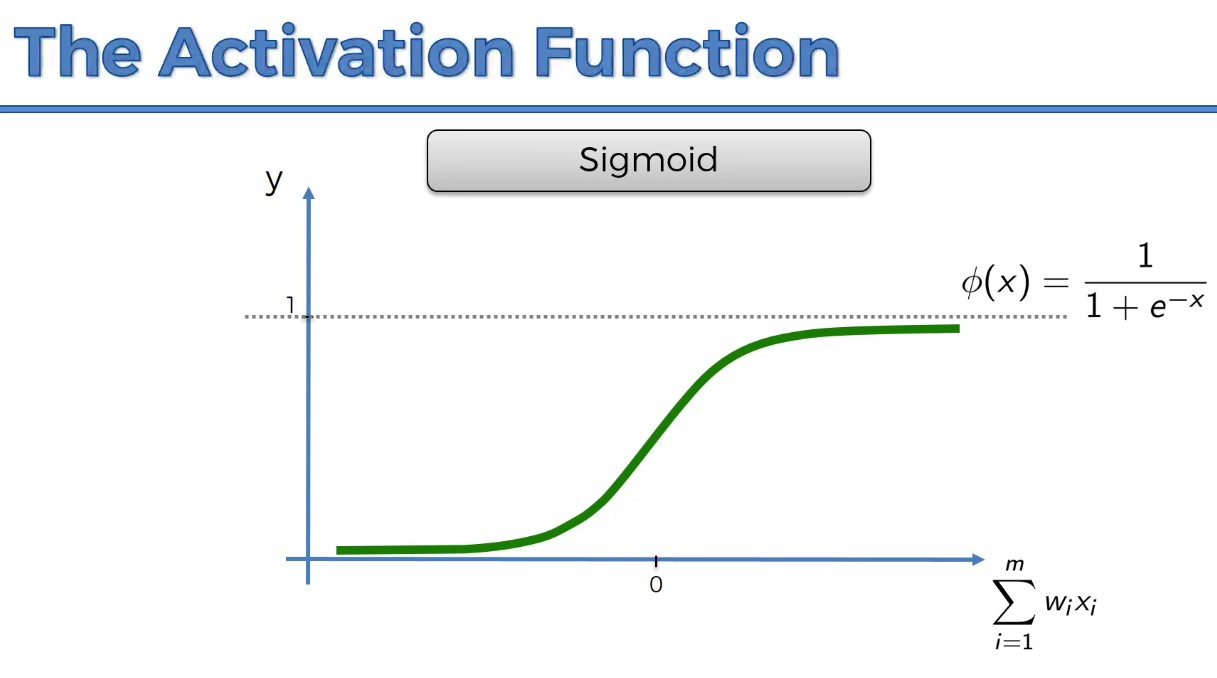 The Activation Function
Sigmoid
y
1
ϕ(x) = 1 / (1 + e^{−x})
0
∑_{i=1}^{m} w_i x_i